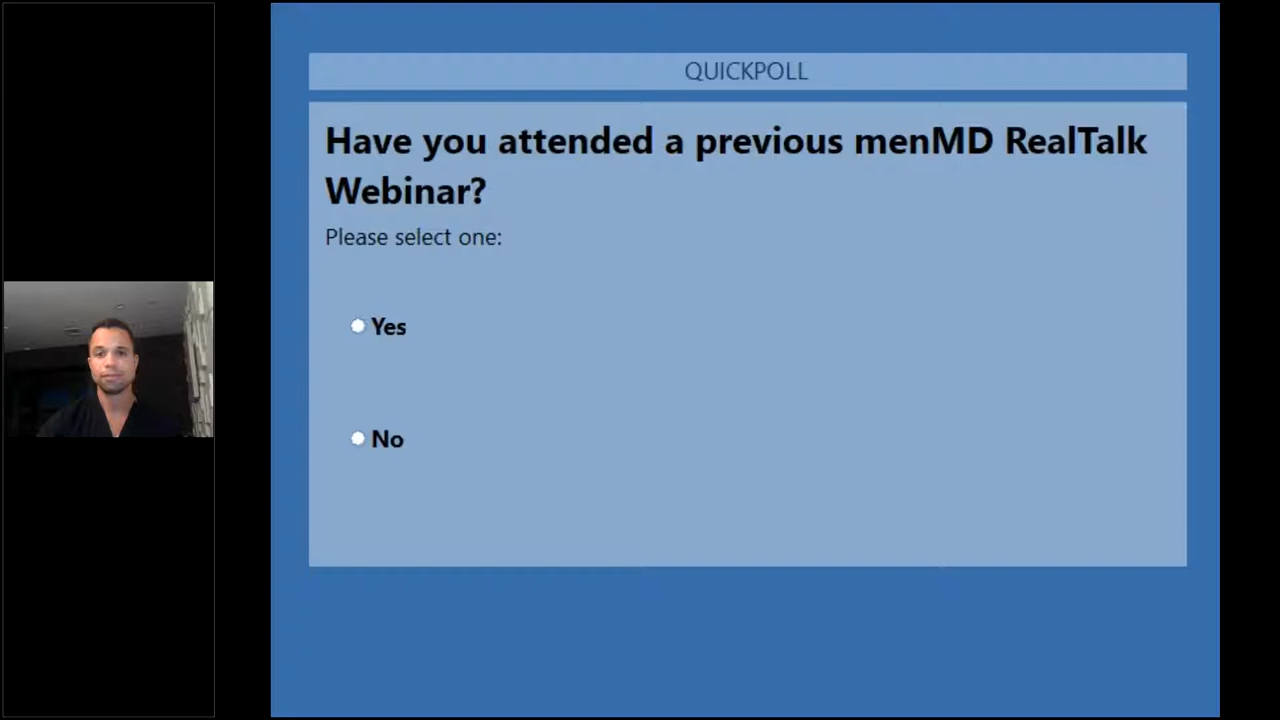 QUICKPOLL
Have you attended a previous menMD RealTalk
Webinar?
Please select one:
Yes
No